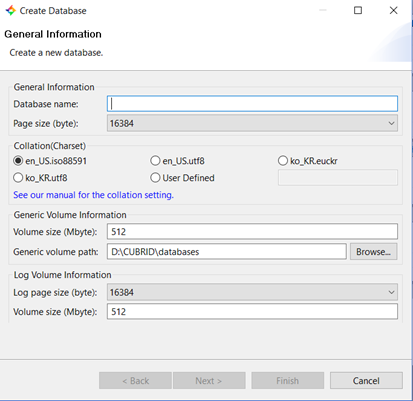 Create Database
General Information
Create a new database.
General Information
Database name:
Page size (byte): 16384
Collation(Charset)
en_US.iso88591 en_US.utf8 ko_KR.euckr
ko_KR.utf8 User Defined
See our manual for the collation setting.
Generic Volume Information
Volume size (Mbyte): 512
Generic volume path: D:\CUBRID\databases Browse...
Log Volume Information
Log page size (byte): 16384
Volume size (Mbyte): 512
< Back Next > Finish Cancel